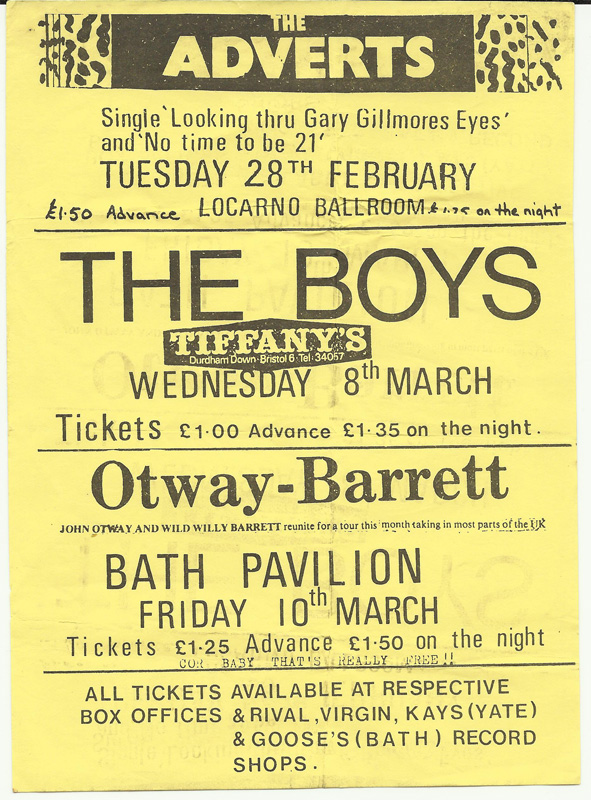 THE
ADVERTS
Single 'Looking thru Gary Gillmores Eyes'
and 'No time to be 21'
TUESDAY 28TH FEBRUARY
£1·50 Advance LOCARNO BALLROOM £1.75 on the night
THE BOYS
TIFFANY'S
Durdham Down · Bristol 6 · Tel · 34057
WEDNESDAY 8th MARCH
Tickets £1·00 Advance £1·35 on the night.
Otway-Barrett
JOHN OTWAY AND WILD WILLY BARRETT reunite for a tour this month taking in most parts of the UK
BATH PAVILION
FRIDAY 10th MARCH
Tickets £1·25 Advance £1·50 on the night
COR BABY THAT'S REALLY FREE!!
ALL TICKETS AVAILABLE AT RESPECTIVE
BOX OFFICES & RIVAL, VIRGIN, KAYS (YATE)
& GOOSE'S (BATH) RECORD
SHOPS.